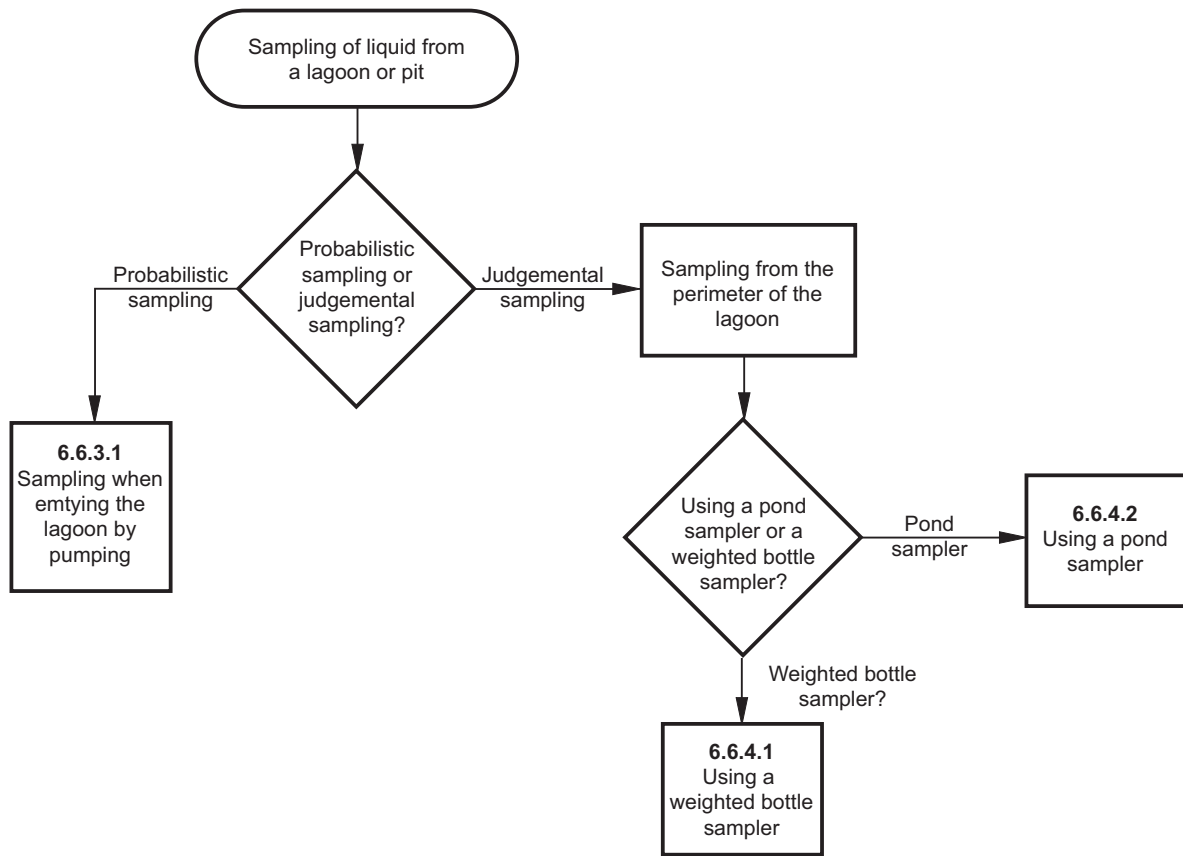 Sampling of liquid from
a lagoon or pit
Probabilistic
sampling or
judgemental
sampling?
Probabilistic
sampling
Judgemental
sampling
Sampling from the
perimeter of the
lagoon
6.6.3.1
Sampling when
emtying the
lagoon by
pumping
Using a pond
sampler or a
weighted bottle
sampler?
Pond
sampler
6.6.4.2
Using a pond
sampler
Weighted bottle
sampler?
6.6.4.1
Using a
weighted bottle
sampler